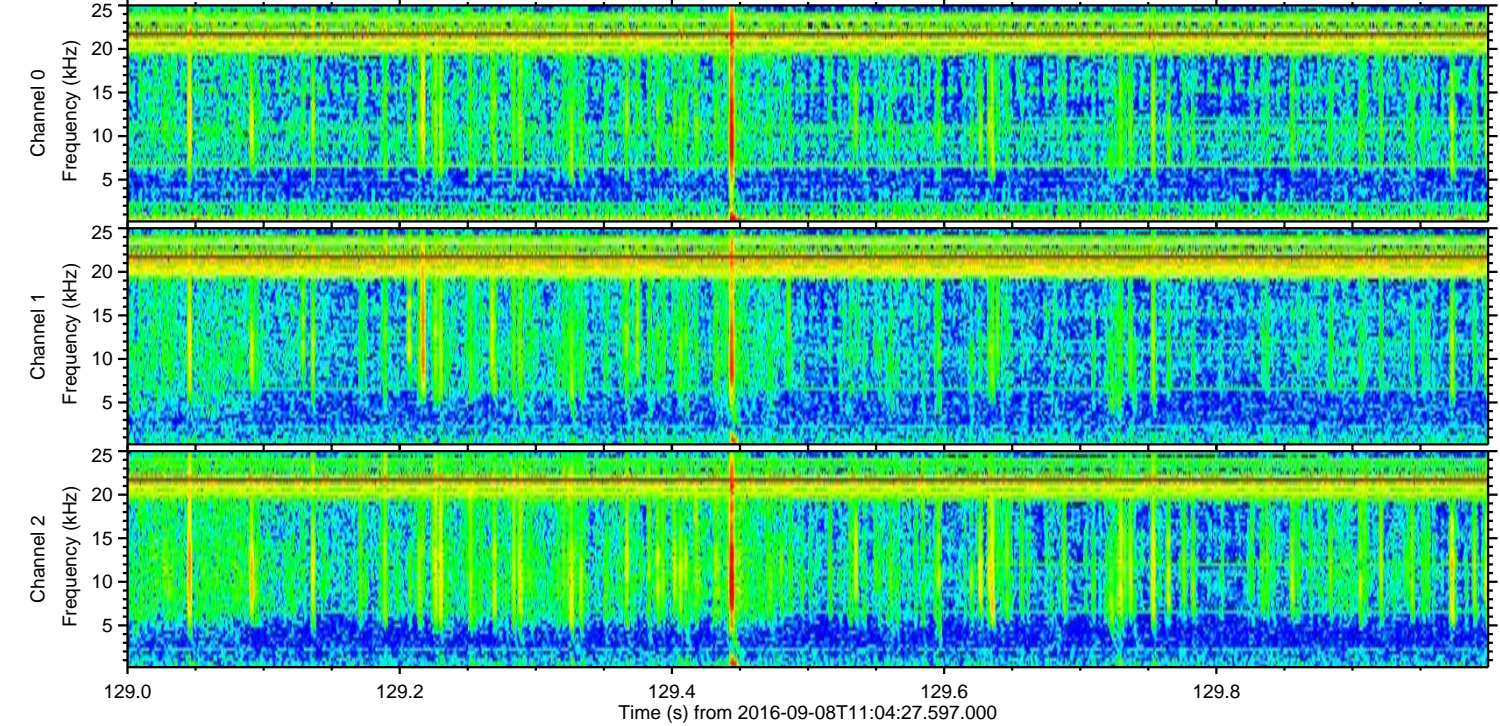 Channel 0
Frequency (kHz)
25
20
15
10
5
Channel 1
Frequency (kHz)
25
20
15
10
5
Channel 2
Frequency (kHz)
25
20
15
10
5
129.0 129.2 129.4 129.6 129.8
Time (s) from 2016-09-08T11:04:27.597.000